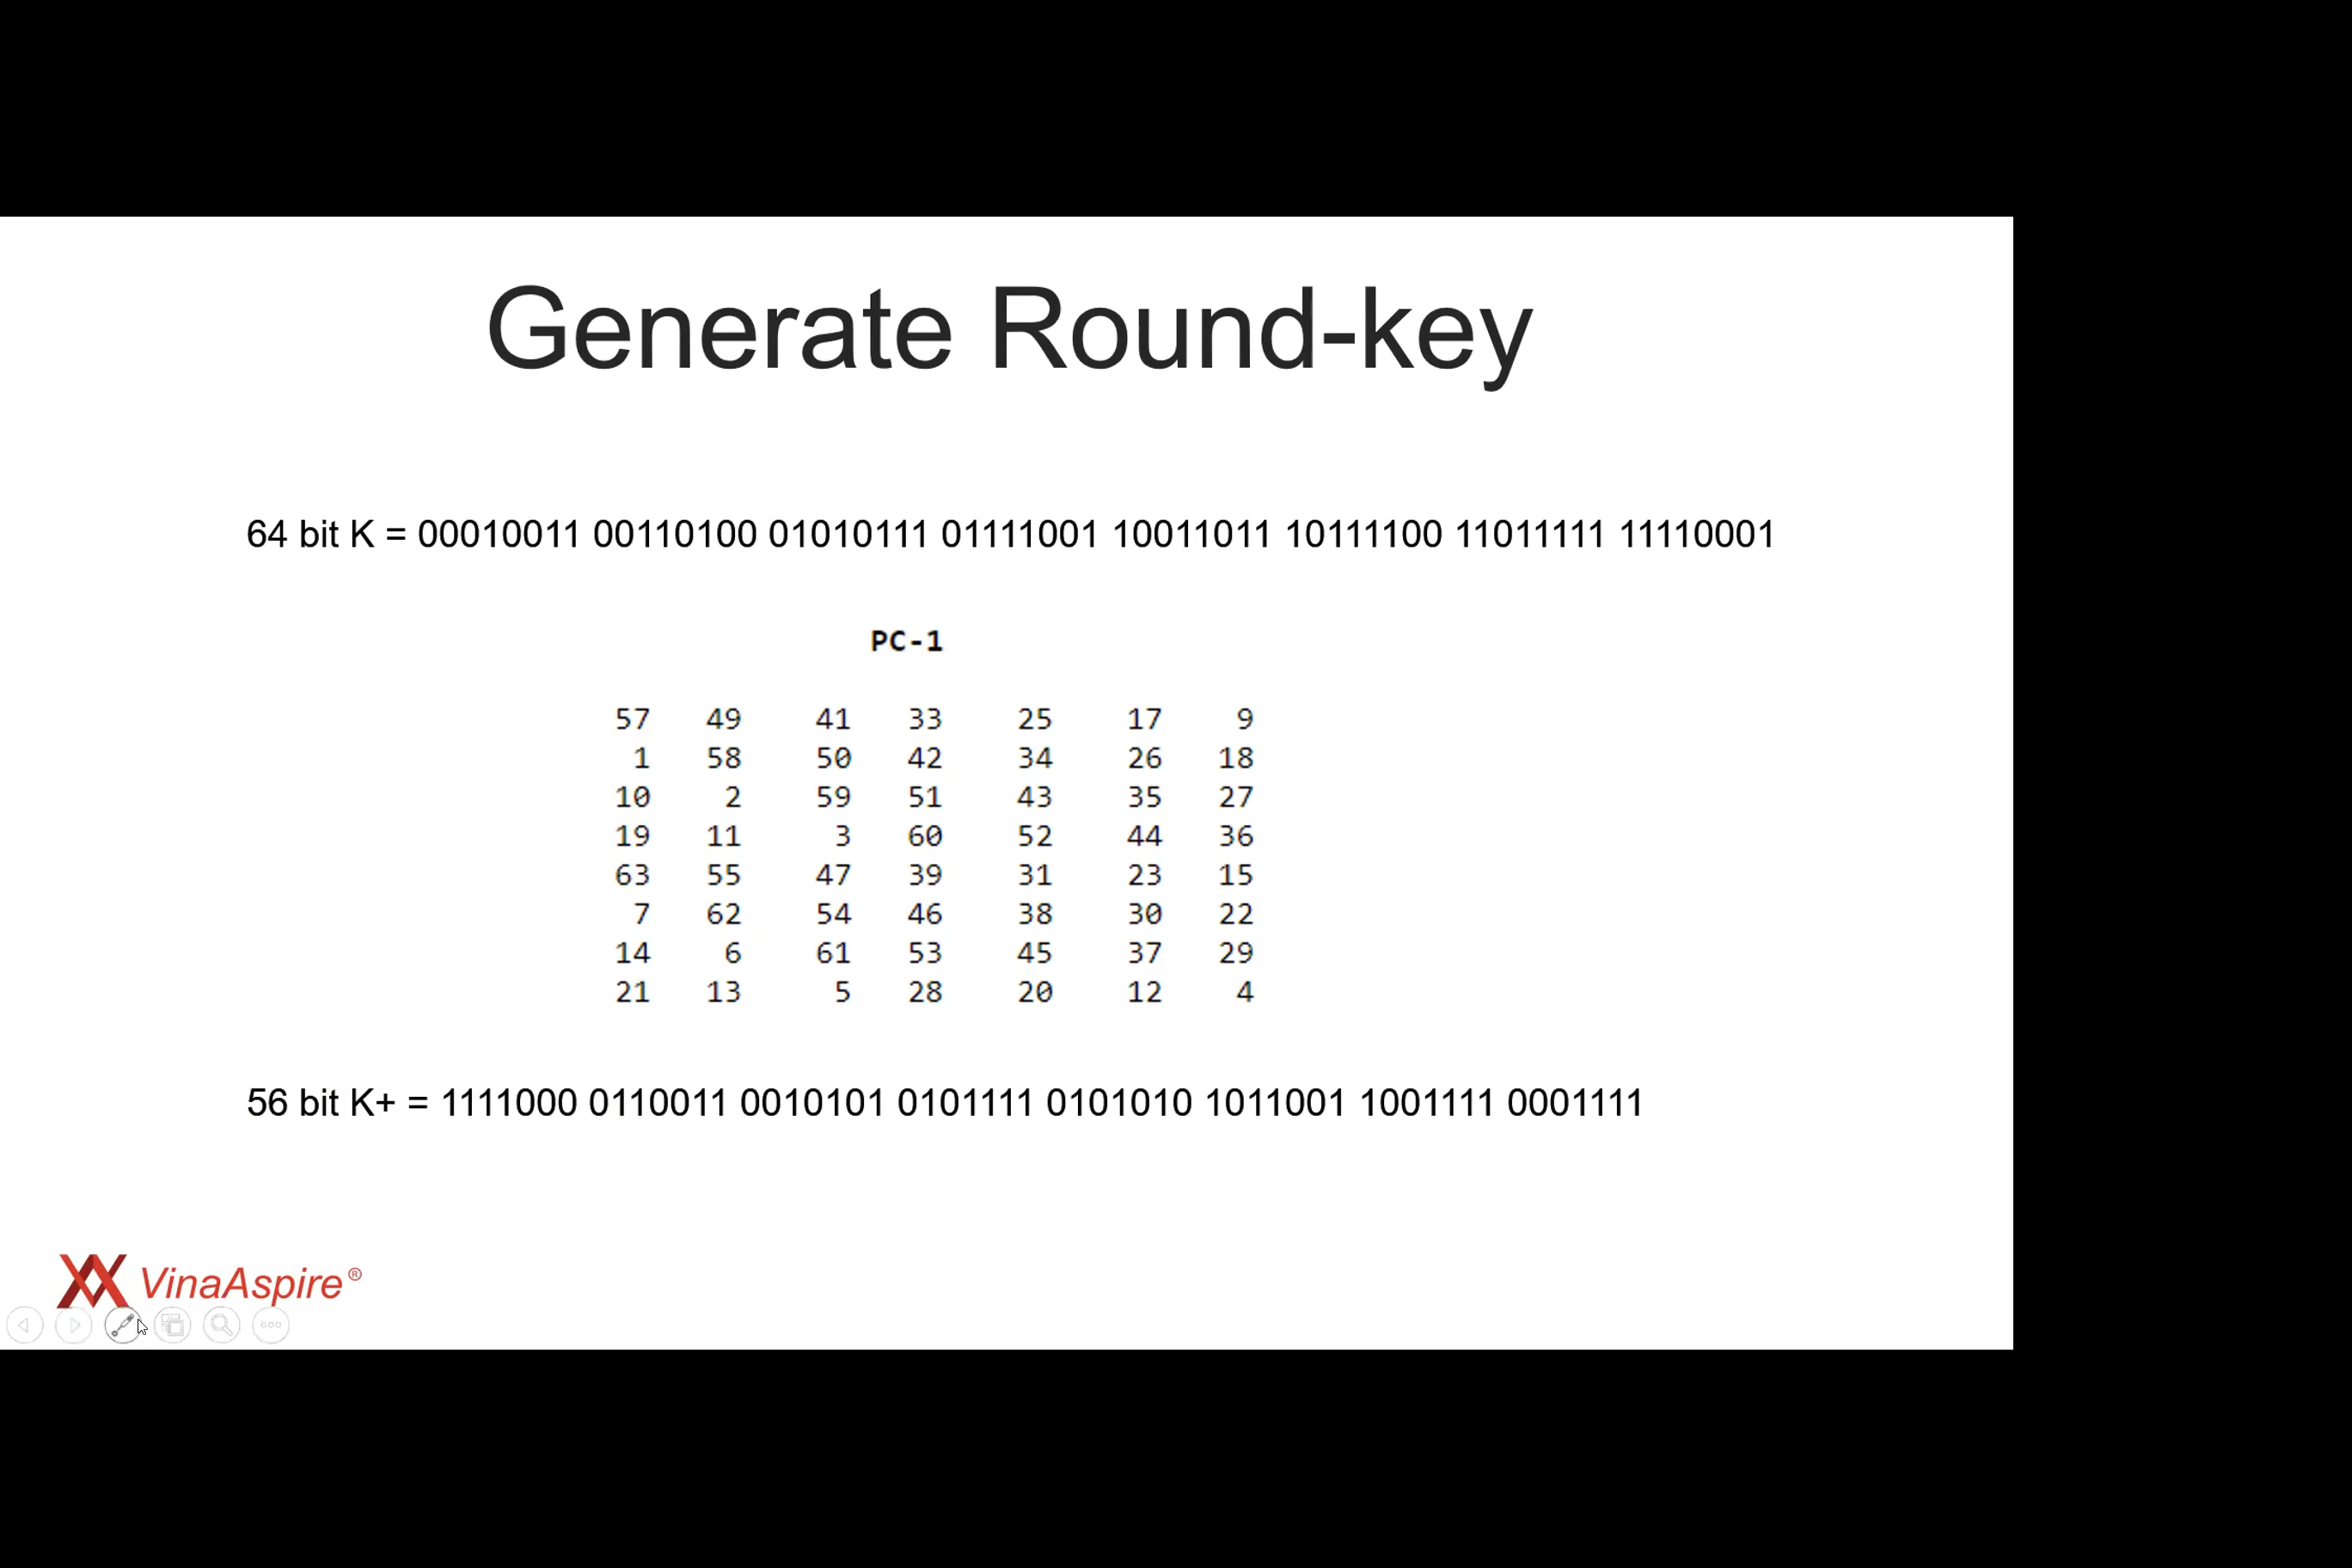 Generate Round-key
64 bit K = 00010011 00110100 01010111 01111001 10011011 10111100 11011111 11110001
PC-1
57 49 41 33 25 17 9
1 58 50 42 34 26 18
10 2 59 51 43 35 27
19 11 3 60 52 44 36
63 55 47 39 31 23 15
7 62 54 46 38 30 22
14 6 61 53 45 37 29
21 13 5 28 20 12 4
56 bit K+ = 1111000 0110011 0010101 0101111 0101010 1011001 1001111 0001111
VinaAspire®